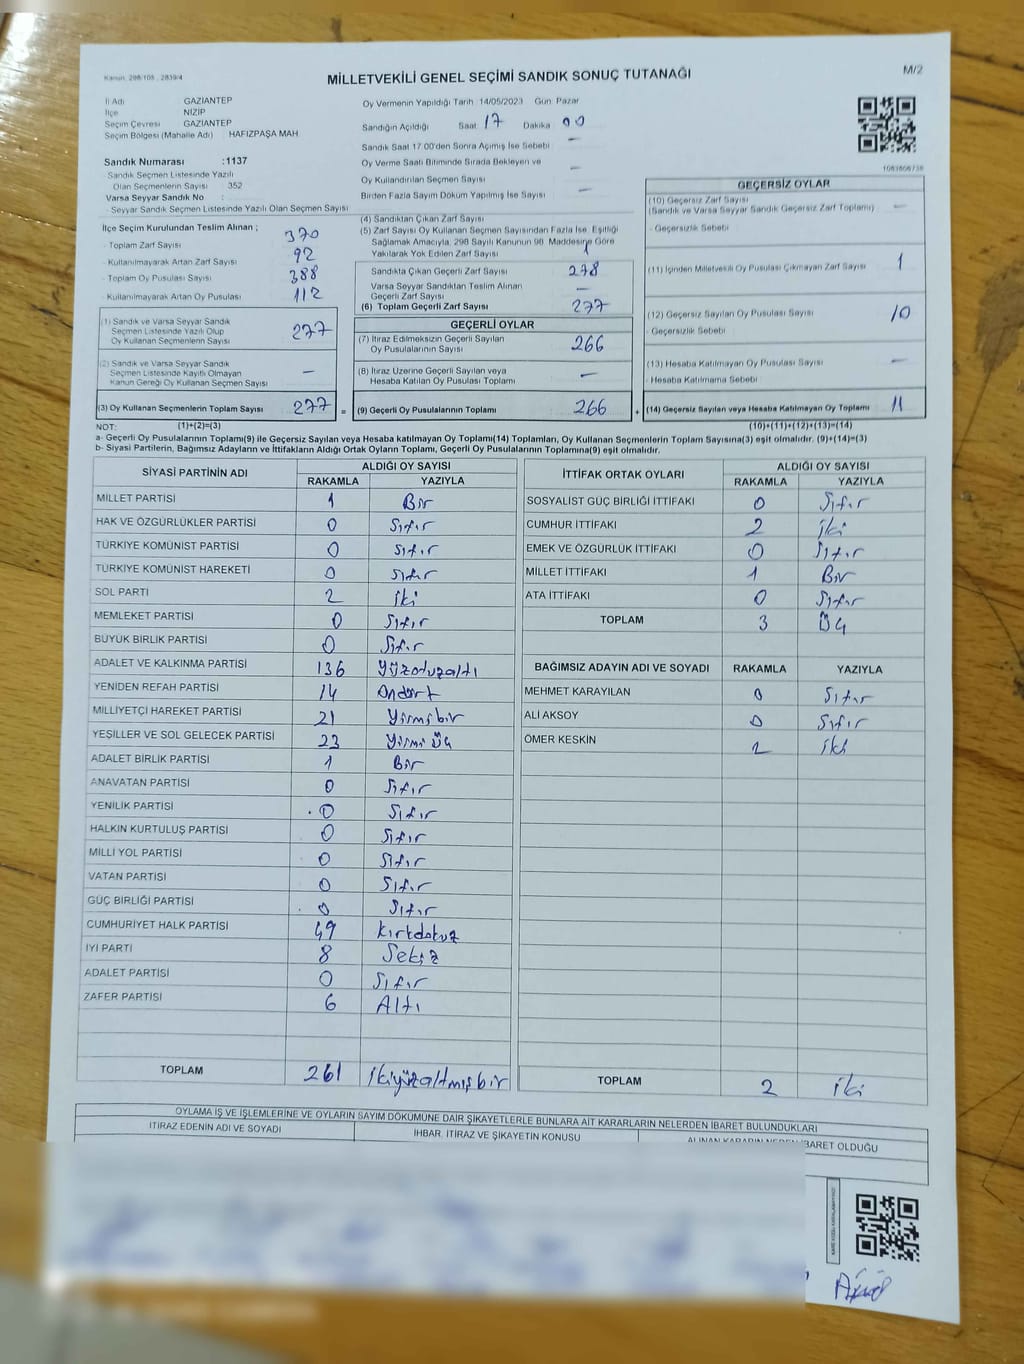 Kanun: 298/105 , 2839/4
MİLLETVEKİLİ GENEL SEÇİMİ SANDIK SONUÇ TUTANAĞI
M/2
İl Adı GAZİANTEP
İlçe NİZİP
Seçim Çevresi GAZİANTEP
Seçim Bölgesi (Mahalle Adı) HAFIZPAŞA MAH
Sandık Numarası :1137
Sandık Seçmen Listesinde Yazılı
Olan Seçmenlerin Sayısı : 352
Varsa Seyyar Sandık No :
- Seyyar Sandık Seçmen Listesinde Yazılı Olan Seçmen Sayısı
Oy Vermenin Yapıldığı Tarih 14/05/2023 Gün: Pazar
Sandığın Açıldığı Saat 17 Dakika 00
Sandık Saat 17.00'den Sonra Açımış İse Sebebi —
Oy Verme Saati Bitiminde Sırada Bekleyen ve
Oy Kullandırılan Seçmen Sayısı —
Birden Fazla Sayım Döküm Yapılmış İse Sayısı —
1083806738
İlçe Seçim Kurulundan Teslim Alınan ;
- Toplam Zarf Sayısı 370
- Kullanılmayarak Artan Zarf Sayısı 92
- Toplam Oy Pusulası Sayısı 388
- Kullanılmayarak Artan Oy Pusulası 112
(1) Sandık ve Varsa Seyyar Sandık
Seçmen Listesinde Yazılı Olup
Oy Kullanan Seçmenlerin Sayısı 277
(2) Sandık ve Varsa Seyyar Sandık
Seçmen Listesinde Kayıtlı Olmayan
Kanun Gereği Oy Kullanan Seçmen Sayısı —
(3) Oy Kullanan Seçmenlerin Toplam Sayısı 277 =
(4) Sandıktan Çıkan Zarf Sayısı
(5) Zarf Sayısı Oy Kullanan Seçmen Sayısından Fazla İse, Eşitliği
Sağlamak Amacıyla, 298 Sayılı Kanunun 98. Maddesine Göre
Yakılarak Yok Edilen Zarf Sayısı 1
Sandıkta Çıkan Geçerli Zarf Sayısı 278
Varsa Seyyar Sandıktan Teslim Alınan
Geçerli Zarf Sayısı —
(6) Toplam Geçerli Zarf Sayısı 277
GEÇERLİ OYLAR
(7) İtiraz Edilmeksizin Geçerli Sayılan
Oy Pusulalarının Sayısı 266
(8) İtiraz Üzerine Geçerli Sayılan veya
Hesaba Katılan Oy Pusulası Toplamı —
(9) Geçerli Oy Pusulalarının Toplamı 266 +
GEÇERSİZ OYLAR
(10) Geçersiz Zarf Sayısı
(Sandık ve Varsa Seyyar Sandık Geçersiz Zarf Toplamı) —
- Geçersizlik Sebebi
(11) İçinden Milletvekili Oy Pusulası Çıkmayan Zarf Sayısı 1
(12) Geçersiz Sayılan Oy Pusulası Sayısı 10
- Geçersizlik Sebebi
(13) Hesaba Katılmayan Oy Pusulası Sayısı —
- Hesaba Katılmama Sebebi
(14) Geçersiz Sayılan veya Hesaba Katılmayan Oy Toplamı 11
NOT: (1)+(2)=(3) (10)+(11)+(12)+(13)=(14)
a- Geçerli Oy Pusulalarının Toplamı(9) ile Geçersiz Sayılan veya Hesaba katılmayan Oy Toplamı(14) Toplamları, Oy Kullanan Seçmenlerin Toplam Sayısına(3) eşit olmalıdır. (9)+(14)=(3)
b- Siyasi Partilerin, Bağımsız Adayların ve İttifakların Aldığı Ortak Oyların Toplamı, Geçerli Oy Pusulalarının Toplamına(9) eşit olmalıdır.
SİYASİ PARTİNİN ADI ALDIĞI OY SAYISI
RAKAMLA YAZIYLA
MİLLET PARTİSİ 1 Bir
HAK VE ÖZGÜRLÜKLER PARTİSİ 0 Sıfır
TÜRKİYE KOMÜNİST PARTİSİ 0 Sıfır
TÜRKİYE KOMÜNİST HAREKETİ 0 Sıfır
SOL PARTİ 2 iki
MEMLEKET PARTİSİ 0 Sıfır
BÜYÜK BİRLİK PARTİSİ 0 Sıfır
ADALET VE KALKINMA PARTİSİ 136 Yüzotuzaltı
YENİDEN REFAH PARTİSİ 14 Ondört
MİLLİYETÇİ HAREKET PARTİSİ 21 Yirmibir
YEŞİLLER VE SOL GELECEK PARTİSİ 23 Yirmi Üç
ADALET BİRLİK PARTİSİ 1 Bir
ANAVATAN PARTİSİ 0 Sıfır
YENİLİK PARTİSİ 0 Sıfır
HALKIN KURTULUŞ PARTİSİ 0 Sıfır
MİLLİ YOL PARTİSİ 0 Sıfır
VATAN PARTİSİ 0 Sıfır
GÜÇ BİRLİĞİ PARTİSİ 0 Sıfır
CUMHURİYET HALK PARTİSİ 49 Kırkdokuz
İYİ PARTİ 8 Sekiz
ADALET PARTİSİ 0 Sıfır
ZAFER PARTİSİ 6 Altı
TOPLAM 261 ikiyüzaltmışbir
İTTİFAK ORTAK OYLARI ALDIĞI OY SAYISI
RAKAMLA YAZIYLA
SOSYALİST GÜÇ BİRLİĞİ İTTİFAKI 0 Sıfır
CUMHUR İTTİFAKI 2 iki
EMEK VE ÖZGÜRLÜK İTTİFAKI 0 Sıfır
MİLLET İTTİFAKI 1 Bir
ATA İTTİFAKI 0 Sıfır
TOPLAM 3 Üç
BAĞIMSIZ ADAYIN ADI VE SOYADI RAKAMLA YAZIYLA
MEHMET KARAYILAN 0 Sıfır
ALİ AKSOY 0 Sıfır
ÖMER KESKİN 2 iki
TOPLAM 2 iki
OYLAMA İŞ VE İŞLEMLERİNE VE OYLARIN SAYIM DÖKÜMÜNE DAİR ŞİKAYETLERLE BUNLARA AİT KARARLARIN NELERDEN İBARET BULUNDUKLARI
İTİRAZ EDENİN ADI VE SOYADI
İHBAR, İTİRAZ VE ŞİKAYETİN KONUSU
ALINAN KARARIN NEDEN İBARET OLDUĞU